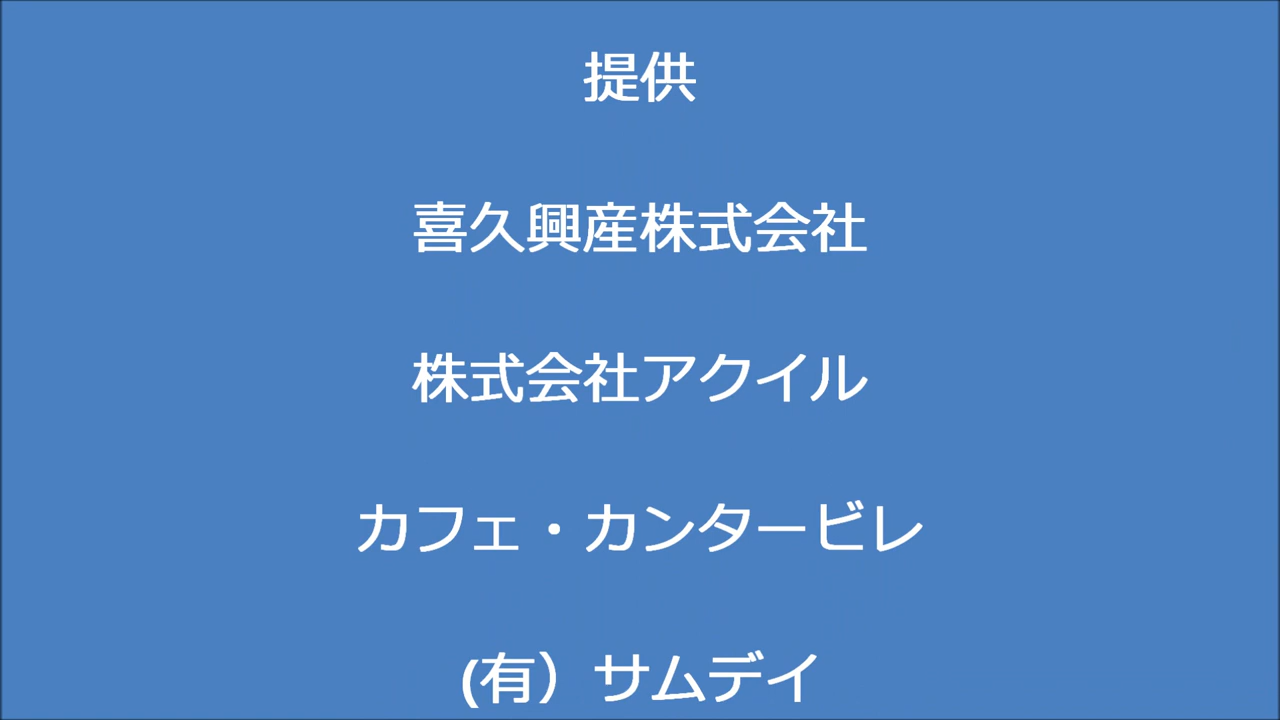 提供
喜久興産株式会社
株式会社アクイル
カフェ・カンタービレ
(有）サムデイ